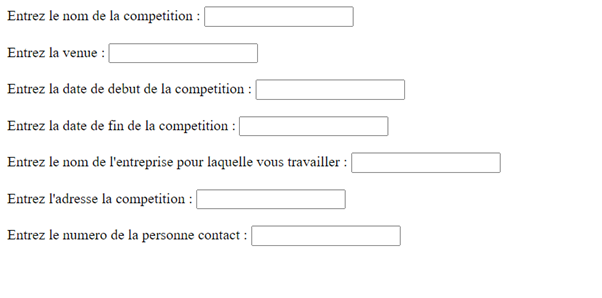 Entrez le nom de la competition :
Entrez la venue :
Entrez la date de debut de la competition :
Entrez la date de fin de la competition :
Entrez le nom de l'entreprise pour laquelle vous travailler :
Entrez l'adresse la competition :
Entrez le numero de la personne contact :